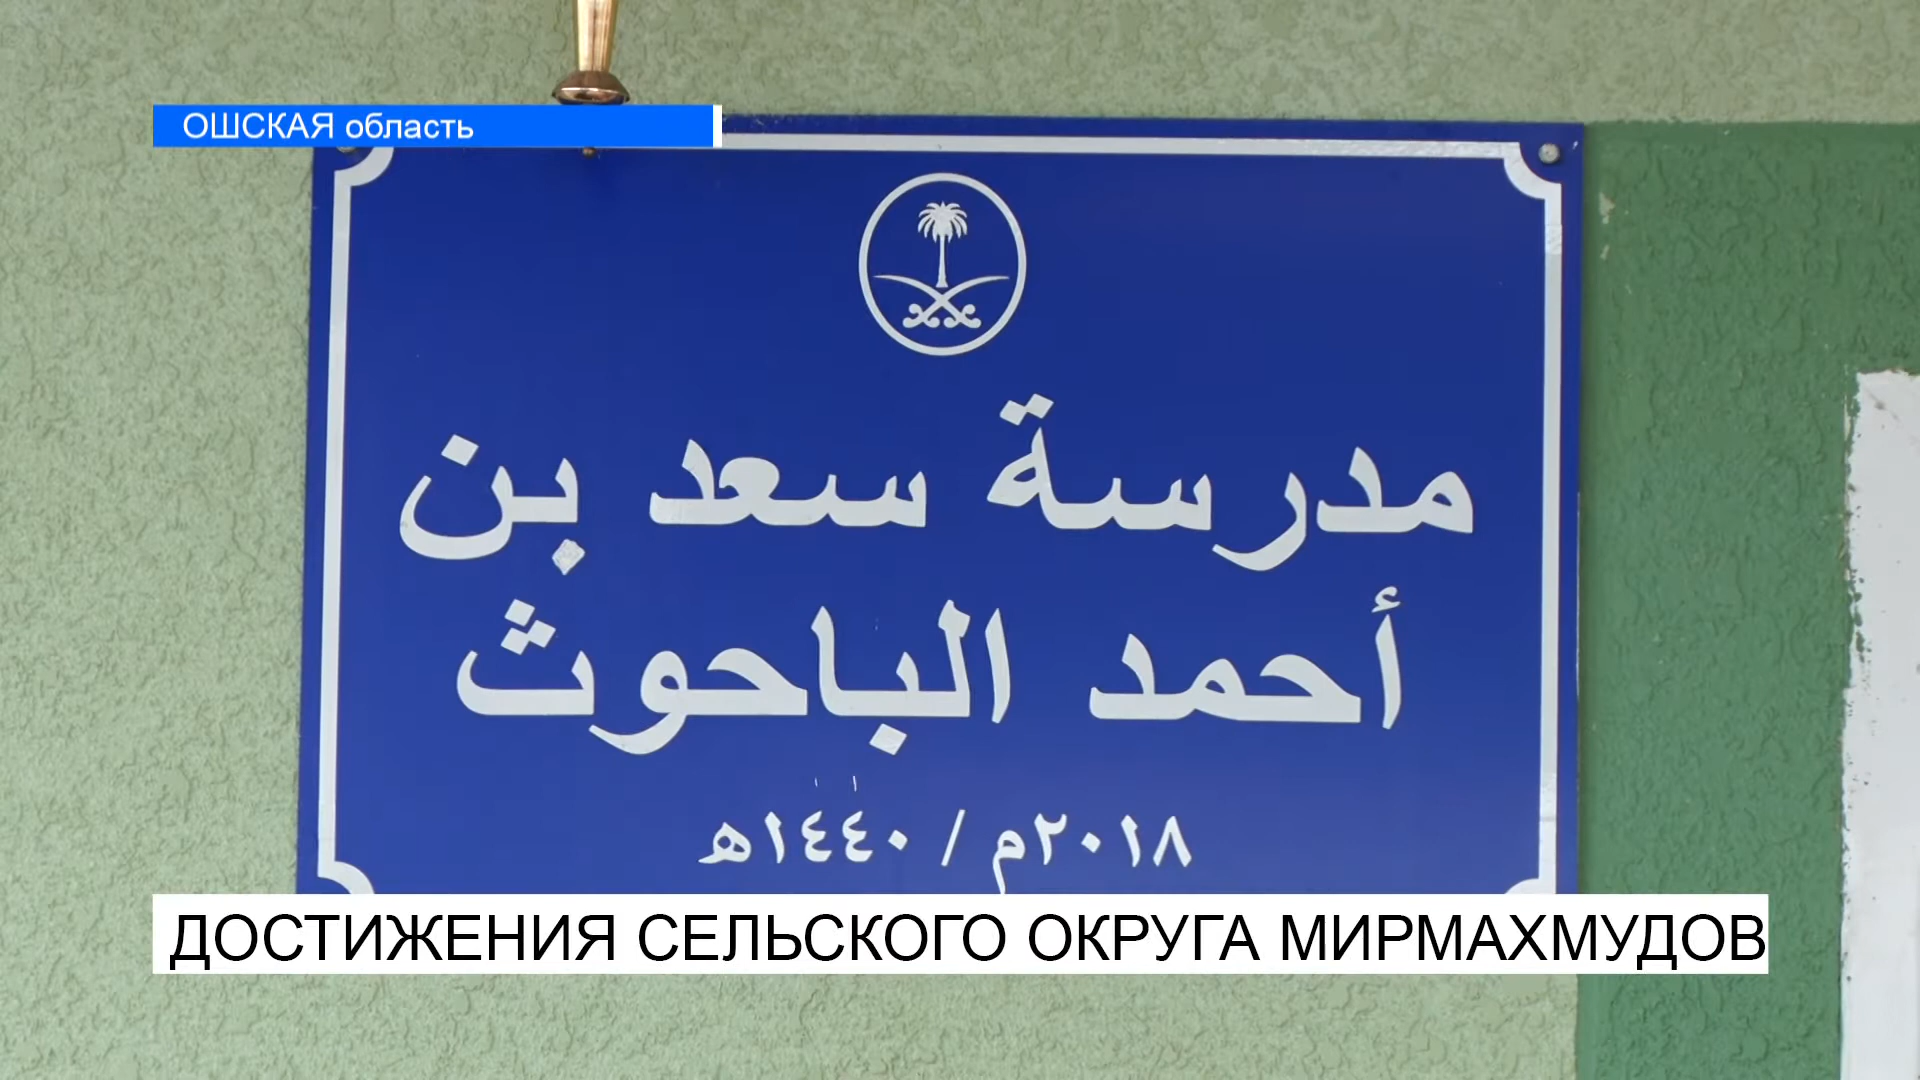 ОШСКАЯ область
مدرسة سعد بن
أحمد الباحوث
٢٠١٨م / ١٤٤٠هـ
ДОСТИЖЕНИЯ СЕЛЬСКОГО ОКРУГА МИРМАХМУДОВ